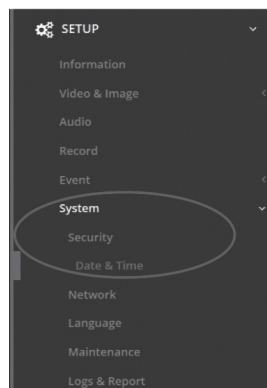 SETUP
Information
Video & Image
Audio
Record
Event
System
Security
Date & Time
Network
Language
Maintenance
Logs & Report